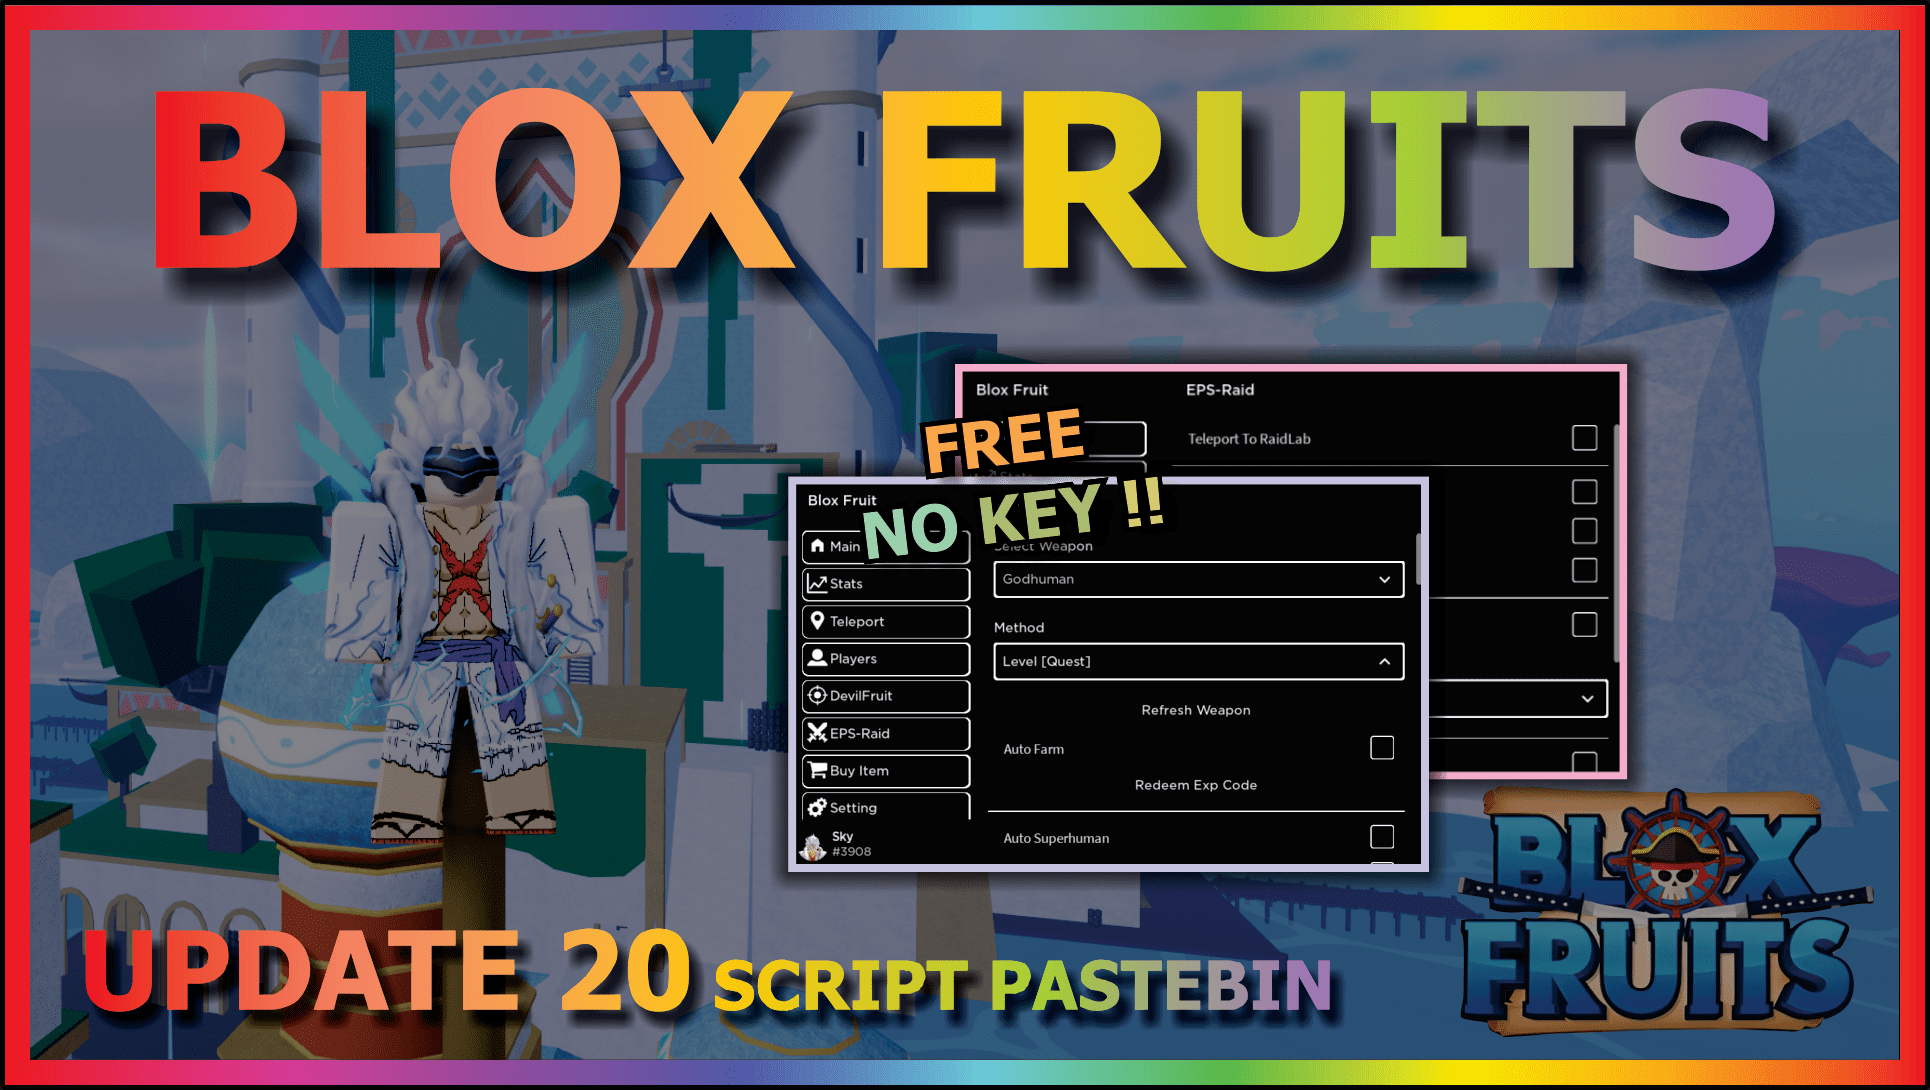 BLOX FRUITS
Blox Fruit
EPS-Raid
Teleport To RaidLab
FREE
NO KEY !!
Blox Fruit
Main
Stats
Teleport
Players
DevilFruit
EPS-Raid
Buy Item
Setting
Sky
#3908
Select Weapon
Godhuman
Method
Level [Quest]
Refresh Weapon
Auto Farm
Redeem Exp Code
Auto Superhuman
UPDATE 20 SCRIPT PASTEBIN
BLOX
FRUITS